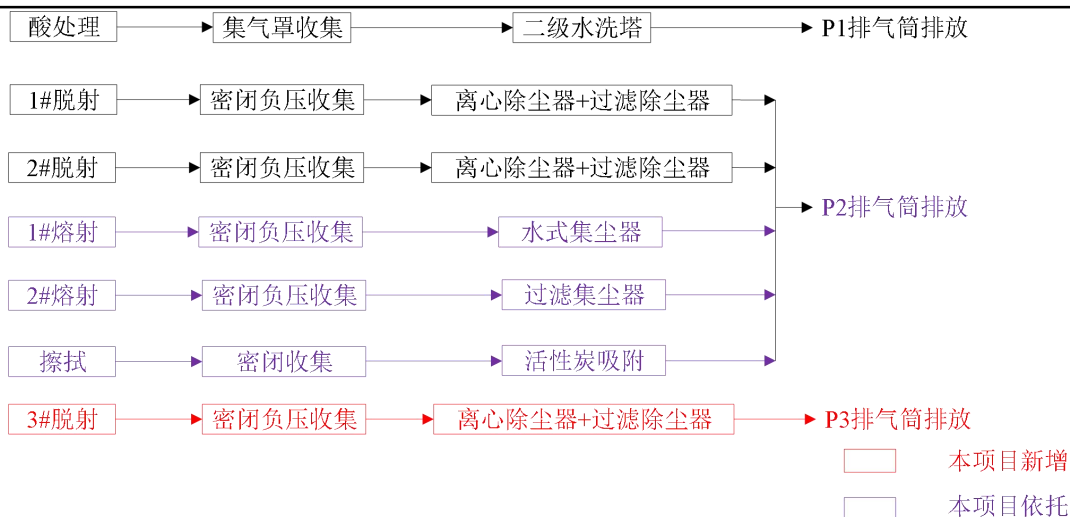 酸处理 集气罩收集 二级水洗塔 P1排气筒排放
1#脱射 密闭负压收集 离心除尘器+过滤除尘器
2#脱射 密闭负压收集 离心除尘器+过滤除尘器
P2排气筒排放
1#熔射 密闭负压收集 水式集尘器
2#熔射 密闭负压收集 过滤集尘器
擦拭 密闭收集 活性炭吸附
3#脱射 密闭负压收集 离心除尘器+过滤除尘器 P3排气筒排放
本项目新增
本项目依托